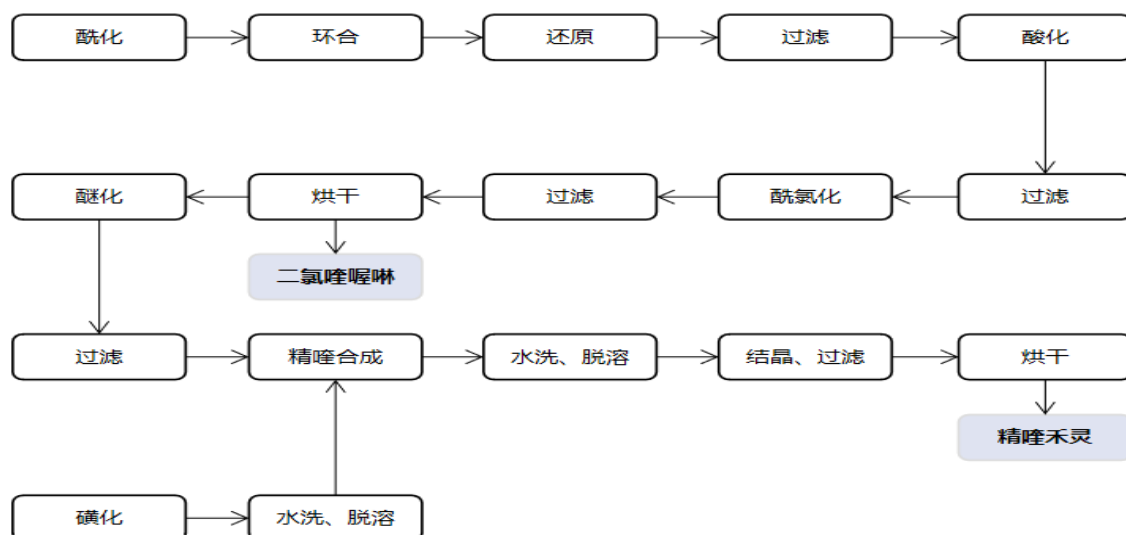 酰化
环合
还原
过滤
酸化
醚化
烘干
过滤
酰氯化
过滤
二氯喹喔啉
过滤
精喹合成
水洗、脱溶
结晶、过滤
烘干
精喹禾灵
磺化
水洗、脱溶